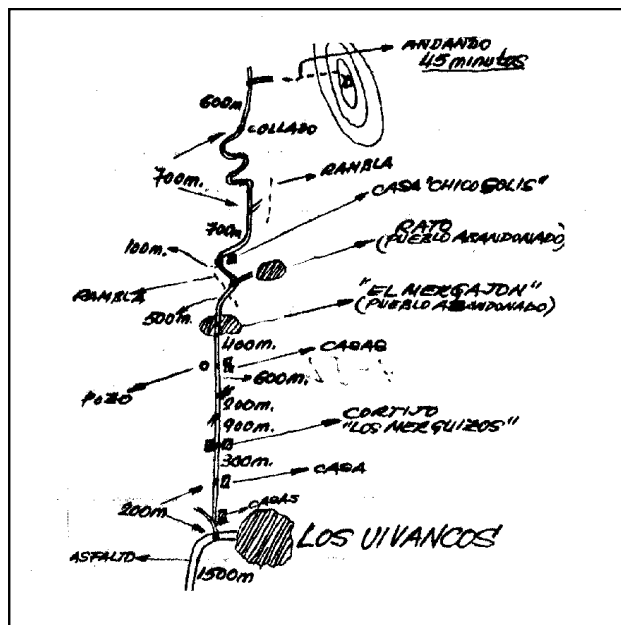 ANDANDO
45 minutos
600m
COLLADO
700m.
RAMBLA
CASA "CHICO SOLIS"
700m
100m.
RATO
(PUEBLO ABANDONADO)
RAMBLA
"EL MERGAJON"
(PUEBLO ABANDONADO)
500m.
400m.
CASAS
600m.
POZO
200m.
900m.
CORTIJO
"LOS MERGUIZOS"
300m.
CASA
CASAS
200m.
LOS VIVANCOS
ASFALTO
1500m